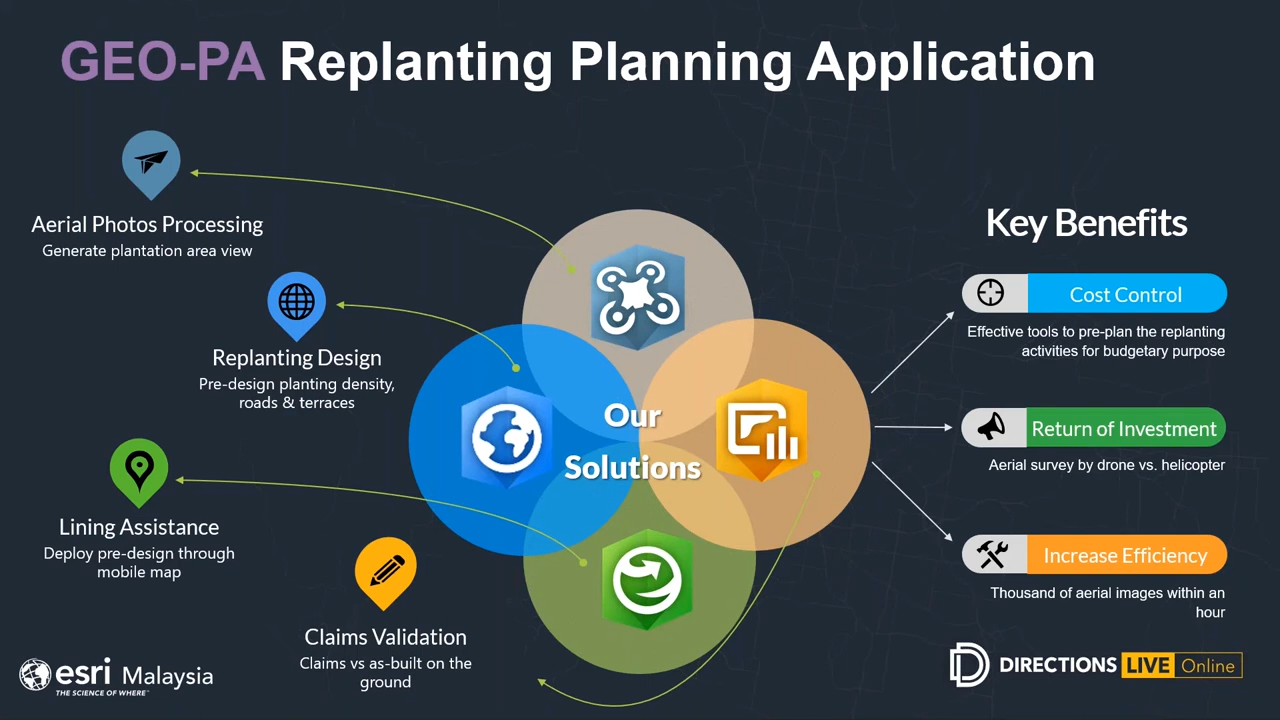 GEO-PA Replanting Planning Application
Aerial Photos Processing
Generate plantation area view
Replanting Design
Pre-design planting density,
roads & terraces
Lining Assistance
Deploy pre-design through
mobile map
Claims Validation
Claims vs as-built on the
ground
Our
Solutions
Key Benefits
Cost Control
Effective tools to pre-plan the replanting
activities for budgetary purpose
Return of Investment
Aerial survey by drone vs. helicopter
Increase Efficiency
Thousand of aerial images within an
hour
esri Malaysia
THE SCIENCE OF WHERE™
DIRECTIONS LIVE Online